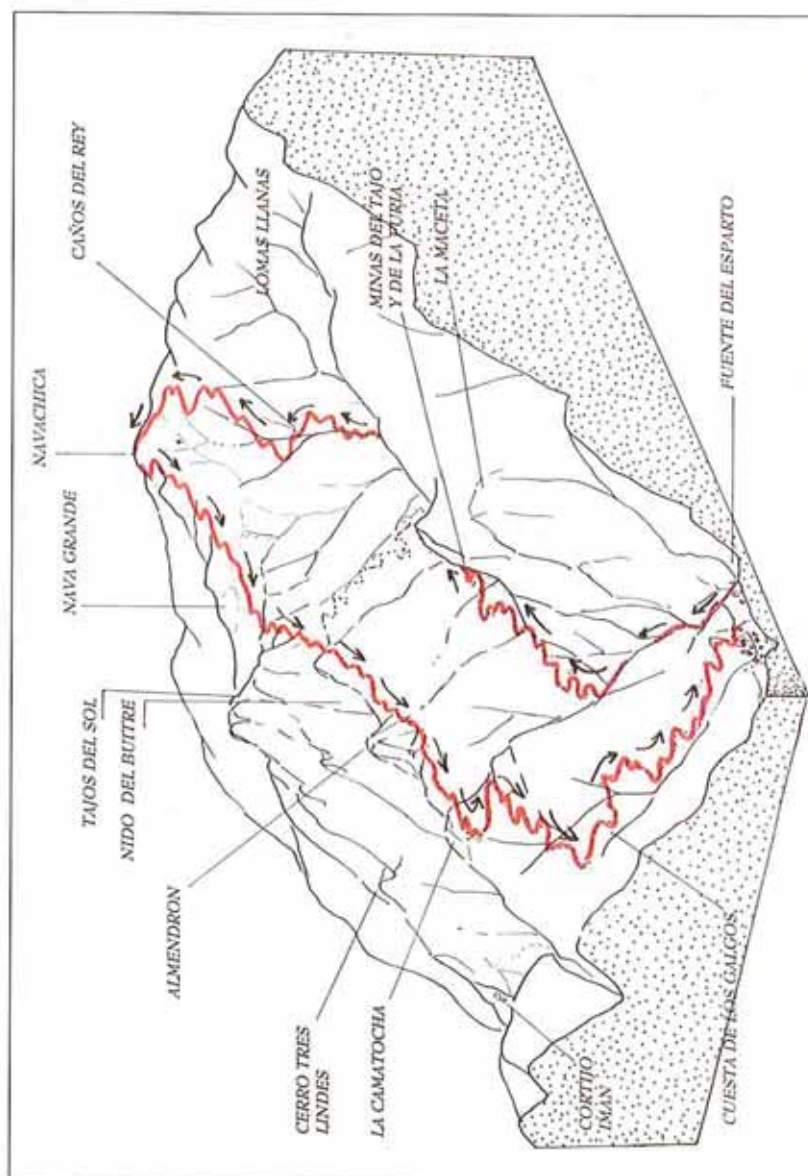 NAVACHICA
CAÑOS DEL REY
NAVA GRANDE
LOMAS LLANAS
TAJOS DEL SOL
NIDO DEL BUITRE
MINAS DEL TAJO
Y DE LA FURIA
LA MACETA
ALMENDRON
CERRO TRES
LINDES
LA CAMATOCHA
FUENTE DEL ESPARTO
CORTIJO
IMAN
CUESTA DE LOS GALGOS